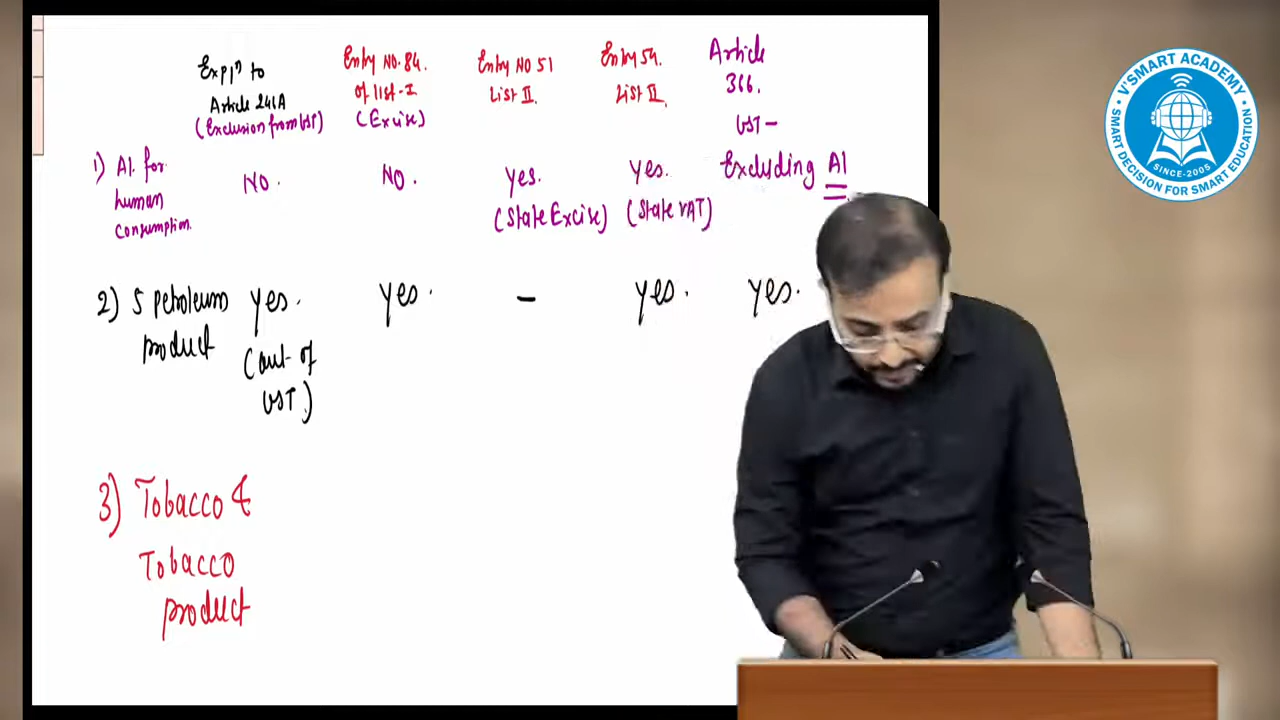 Expl^n to
Article 246A
(Exclusion from GST)
Entry NO. 84.
of list-I
(Excise)
Entry NO 51
List II.
Entry 54.
List II.
Article
366.
GST -
1) Al. for
human
consumption.
NO.
NO.
Yes.
(State Excise)
Yes.
(State VAT)
Excluding Al
2) 5 Petroleum
product
Yes.
(out of
GST)
Yes.
-
Yes.
Yes.
3) Tobacco &
Tobacco
product
V'SMART ACADEMY
SINCE-2005
SMART DECISION FOR SMART EDUCATION